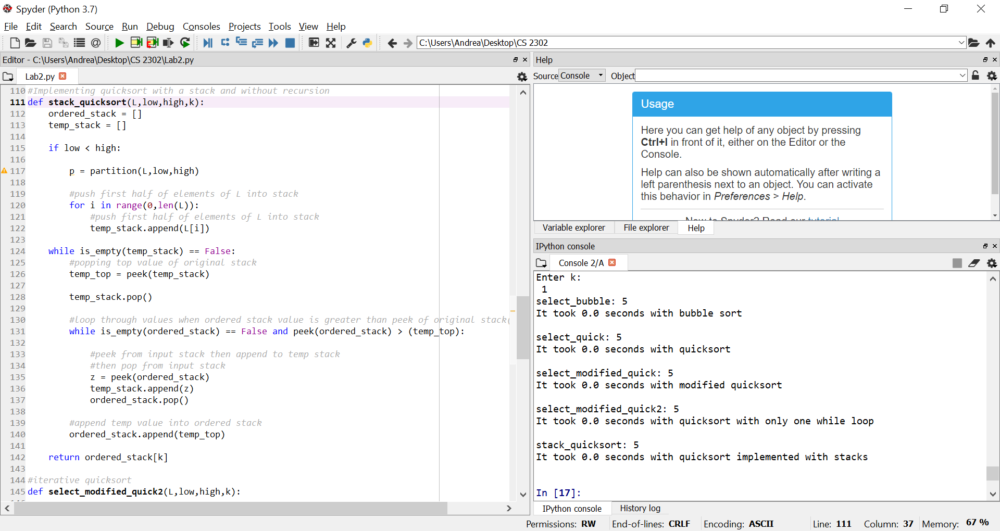 Spyder (Python 3.7)
File Edit Search Source Run Debug Consoles Projects Tools View Help
C:\Users\Andrea\Desktop\CS 2302
Editor - C:\Users\Andrea\Desktop\CS 2302\Lab2.py
Lab2.py
110 #Implementing quicksort with a stack and without recursion
111 def stack_quicksort(L,low,high,k):
112     ordered_stack = []
113     temp_stack = []
114
115     if low < high:
116
117         p = partition(L,low,high)
118
119         #push first half of elements of L into stack
120         for i in range(0,len(L)):
121             #push first half of elements of L into stack
122             temp_stack.append(L[i])
123
124     while is_empty(temp_stack) == False:
125         #popping top value of original stack
126         temp_top = peek(temp_stack)
127
128         temp_stack.pop()
129
130         #loop through values when ordered stack value is greater than peek of original stack(
131         while is_empty(ordered_stack) == False and peek(ordered_stack) > (temp_top):
132
133             #peek from input stack then append to temp stack
134             #then pop from input stack
135             z = peek(ordered_stack)
136             temp_stack.append(z)
137             ordered_stack.pop()
138
139         #append temp value into ordered stack
140         ordered_stack.append(temp_top)
141
142     return ordered_stack[k]
143
144 #iterative quicksort
145 def select_modified_quick2(L,low,high,k):
Help
Source Console Object
Usage
Here you can get help of any object by pressing
Ctrl+I in front of it, either on the Editor or the
Console.
Help can also be shown automatically after writing a
left parenthesis next to an object. You can activate
this behavior in Preferences > Help.
New to Spyder? Read our tutorial
Variable explorer File explorer Help
IPython console
Console 2/A
Enter k:
 1
select_bubble: 5
It took 0.0 seconds with bubble sort
select_quick: 5
It took 0.0 seconds with quicksort
select_modified_quick: 5
It took 0.0 seconds with modified quicksort
select_modified_quick2: 5
It took 0.0 seconds with quicksort with only one while loop
stack_quicksort: 5
It took 0.0 seconds with quicksort implemented with stacks
In [17]:
IPython console History log
Permissions: RW End-of-lines: CRLF Encoding: ASCII Line: 111 Column: 37 Memory: 67 %